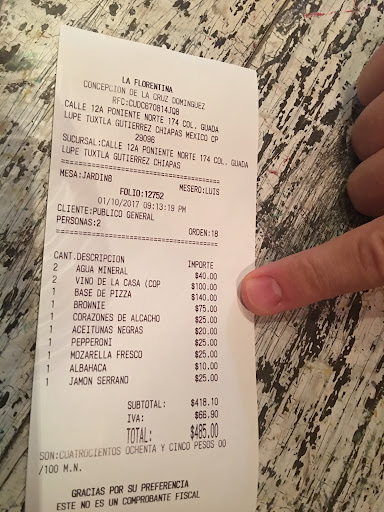 LA FLORENTINA
CONCEPCION DE LA CRUZ DOMINGUEZ
RFC:CUDC670814JQ8
CALLE 12A PONIENTE NORTE 174 COL. GUADA
LUPE TUXTLA GUTIERREZ CHIAPAS MEXICO CP
29096
SUCURSAL:CALLE 12A PONIENTE NORTE 174 COL. GUADA
LUPE TUXTLA GUTIERREZ CHIAPAS
MESA:JARDIN8 MESERO:LUIS
FOLIO:12752
01/10/2017 09:13:19 PM
CLIENTE:PUBLICO GENERAL
PERSONAS:2 ORDEN:18
CANT.DESCRIPCION IMPORTE
2 AGUA MINERAL $40.00
2 VINO DE LA CASA (COP $100.00
1 BASE DE PIZZA $140.00
1 BROWNIE $75.00
1 CORAZONES DE ALCACHO $25.00
1 ACEITUNAS NEGRAS $20.00
1 PEPPERONI $25.00
1 MOZARELLA FRESCO $25.00
1 ALBAHACA $10.00
1 JAMON SERRANO $25.00
SUBTOTAL: $418.10
IVA: $66.90
TOTAL: $485.00
SON:CUATROCIENTOS OCHENTA Y CINCO PESOS 00
/100 M.N.
GRACIAS POR SU PREFERENCIA
ESTE NO ES UN COMPROBANTE FISCAL